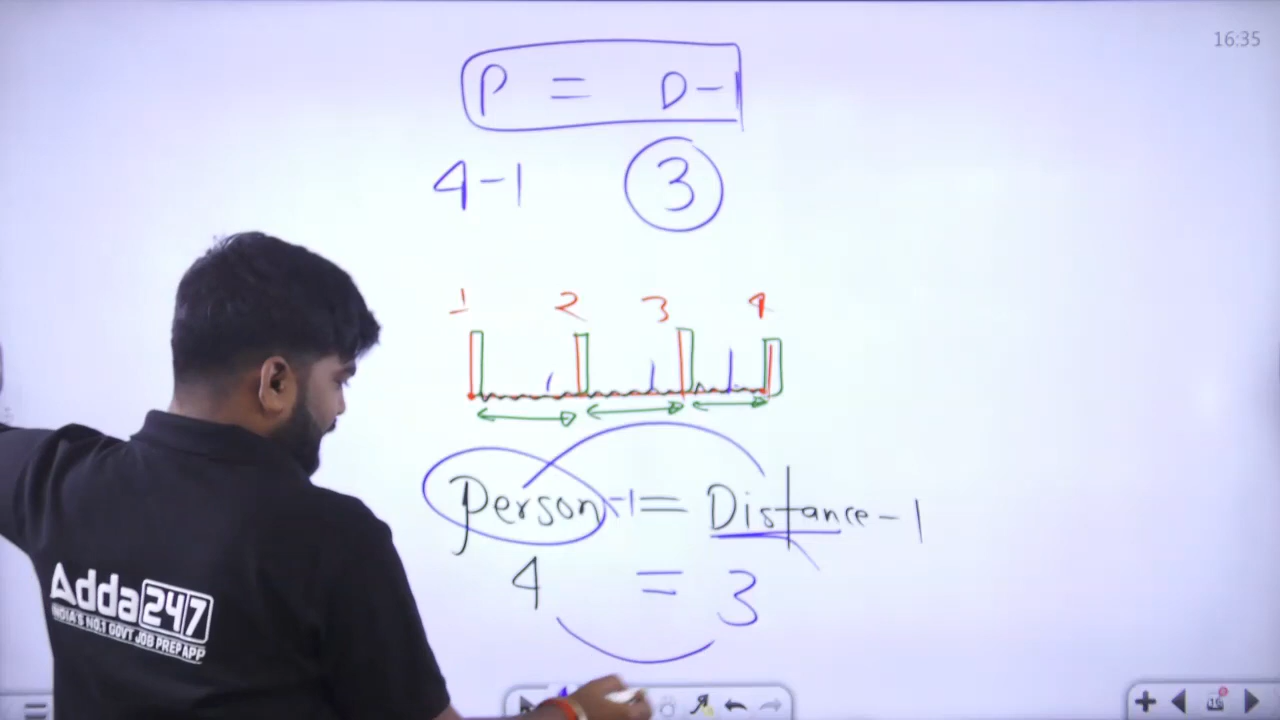 16:35
P = D-1
4-1 3
1 2 3 4
Person-1 = Distance-1
4 = 3
Adda247
INDIA'S NO.1 GOVT JOB PREP APP
16